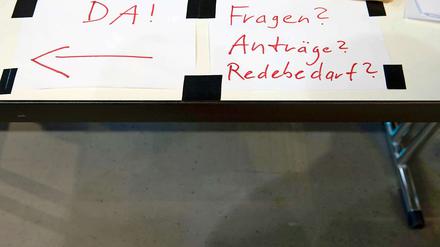 DA!
Fragen?
Anträge?
Redebedarf?